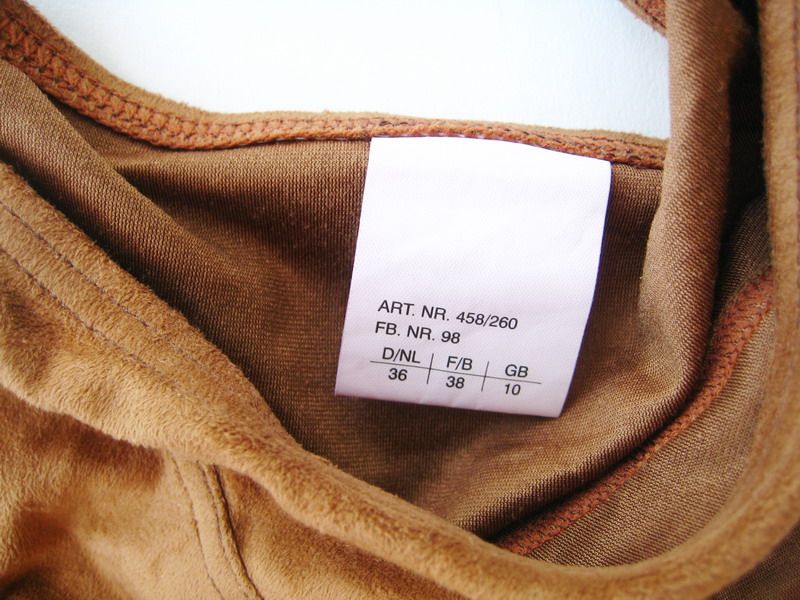 ART. NR. 458/260
FB. NR. 98
D/NL F/B GB
36 38 10